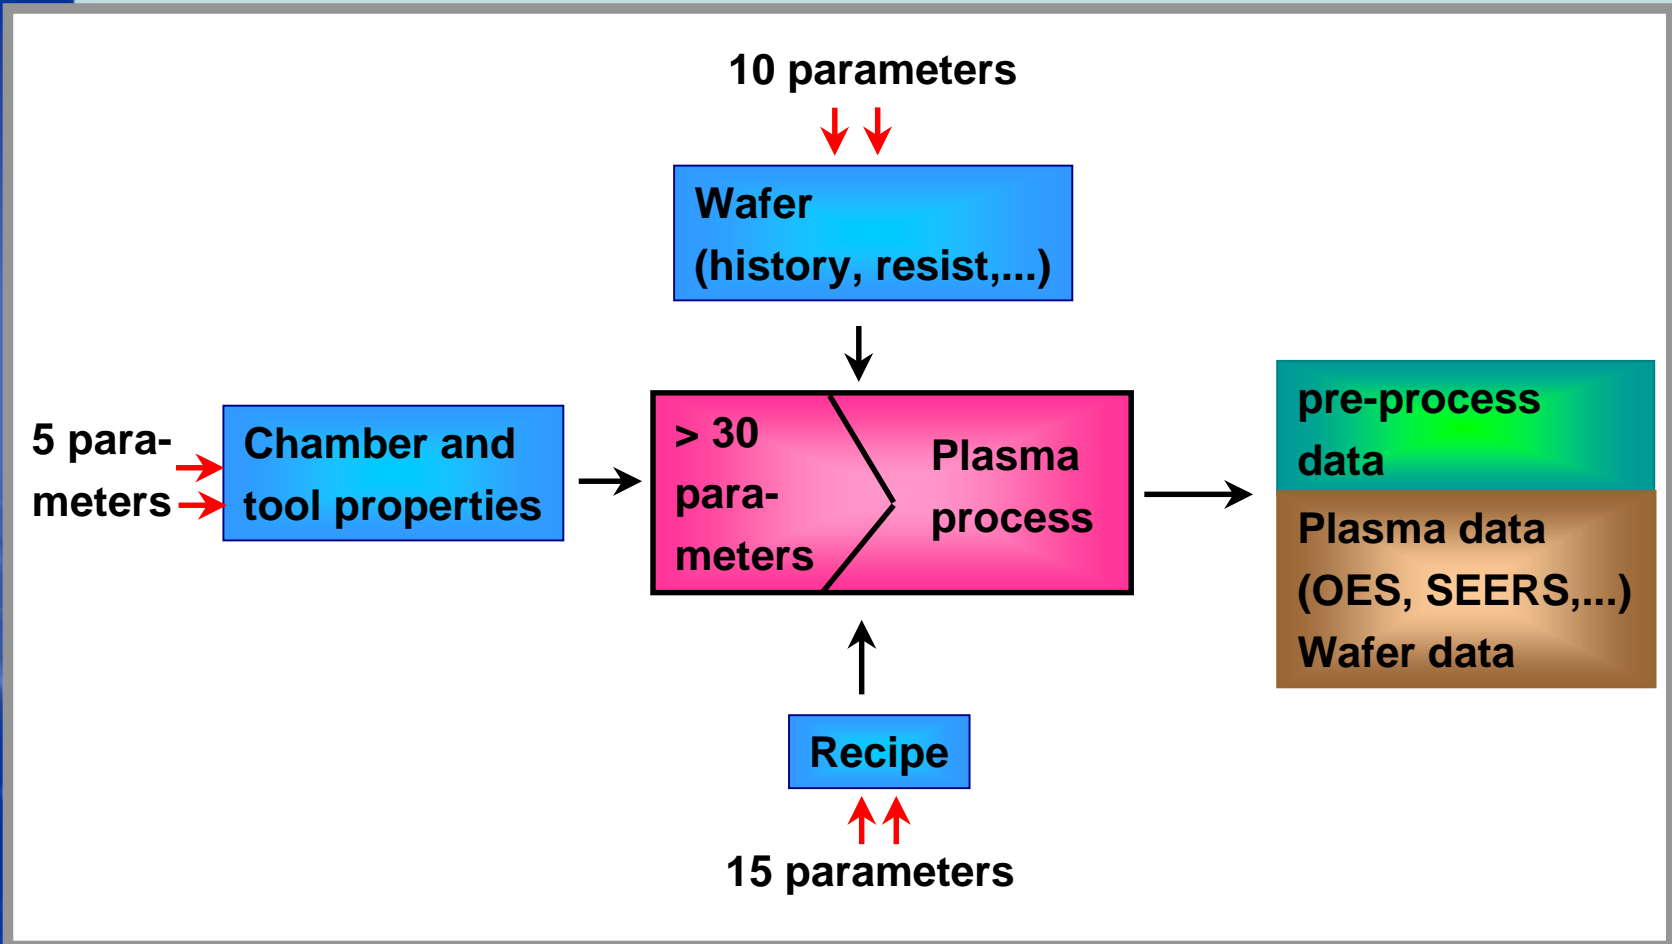 10 parameters
Wafer
(history, resist,...)
5 para-
meters
Chamber and
tool properties
> 30
para-
meters
Plasma
process
pre-process
data
Plasma data
(OES, SEERS,...)
Wafer data
Recipe
15 parameters